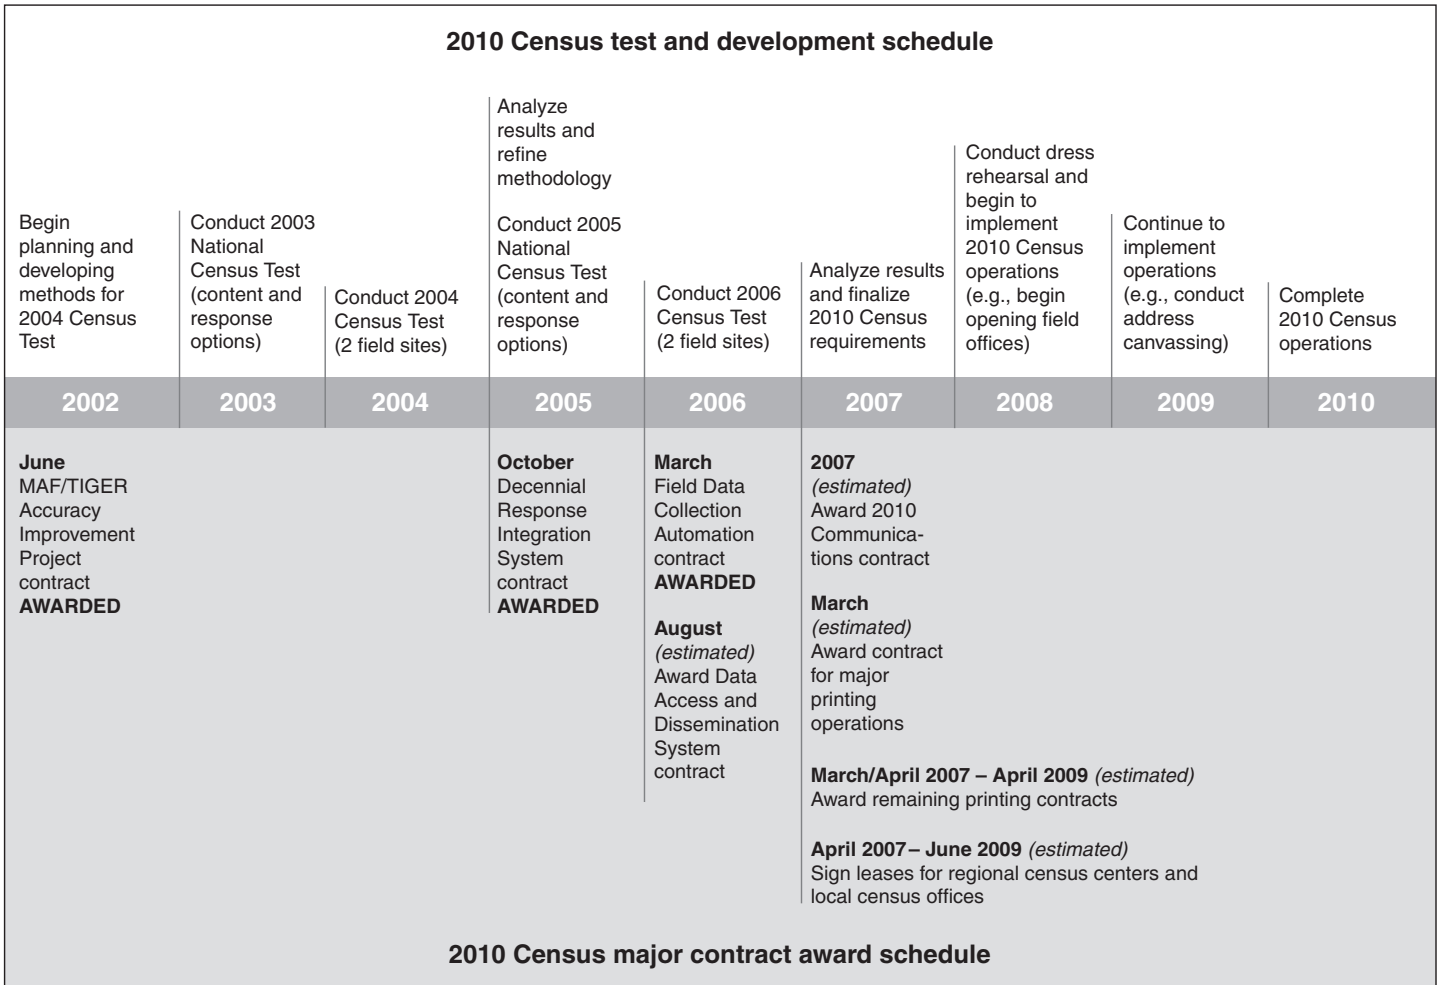 2010 Census test and development schedule
Begin
planning and
developing
methods for
2004 Census
Test
Conduct 2003
National
Census Test
(content and
response
options)
Conduct 2004
Census Test
(2 field sites)
Analyze
results and
refine
methodology
Conduct 2005
National
Census Test
(content and
response
options)
Conduct 2006
Census Test
(2 field sites)
Analyze results
and finalize
2010 Census
requirements
Conduct dress
rehearsal and
begin to
implement
2010 Census
operations
(e.g., begin
opening field
offices)
Continue to
implement
operations
(e.g., conduct
address
canvassing)
Complete
2010 Census
operations
2002 2003 2004 2005 2006 2007 2008 2009 2010
June
MAF/TIGER
Accuracy
Improvement
Project
contract
AWARDED
October
Decennial
Response
Integration
System
contract
AWARDED
March
Field Data
Collection
Automation
contract
AWARDED
August
(estimated)
Award Data
Access and
Dissemination
System
contract
2007
(estimated)
Award 2010
Communica-
tions contract
March
(estimated)
Award contract
for major
printing
operations
March/April 2007 – April 2009 (estimated)
Award remaining printing contracts
April 2007 – June 2009 (estimated)
Sign leases for regional census centers and
local census offices
2010 Census major contract award schedule